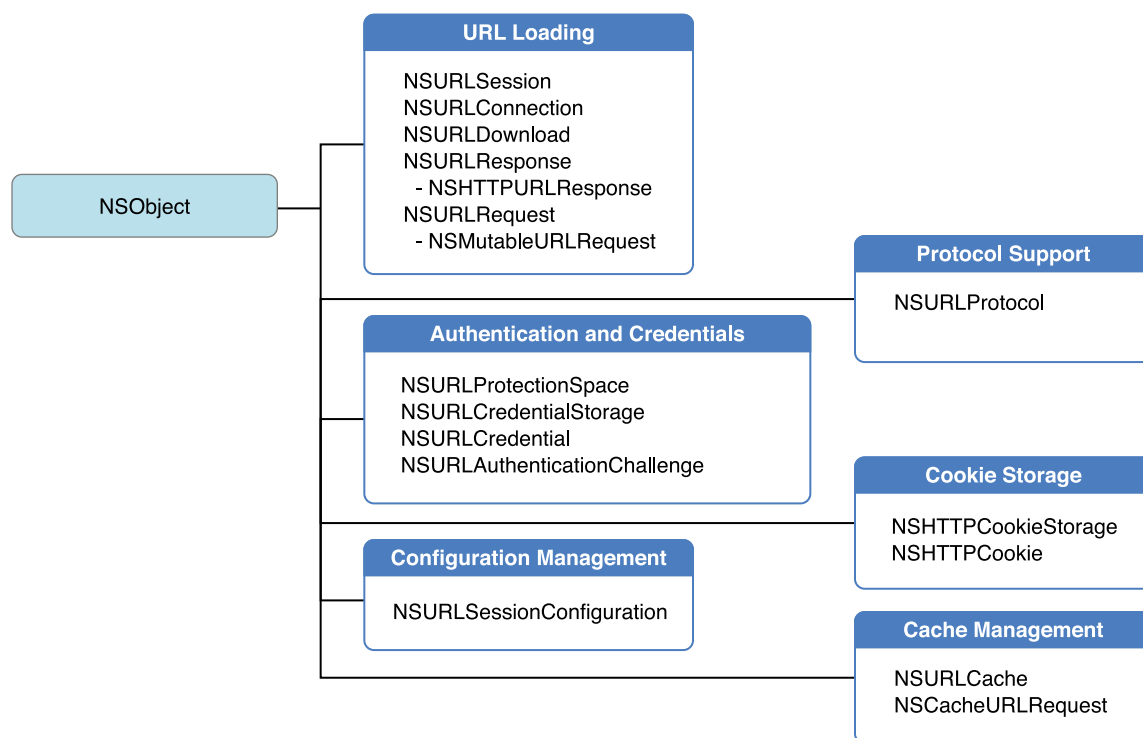 NSObject
URL Loading
NSURLSession
NSURLConnection
NSURLDownload
NSURLResponse
- NSHTTPURLResponse
NSURLRequest
- NSMutableURLRequest
Protocol Support
NSURLProtocol
Authentication and Credentials
NSURLProtectionSpace
NSURLCredentialStorage
NSURLCredential
NSURLAuthenticationChallenge
Cookie Storage
NSHTTPCookieStorage
NSHTTPCookie
Configuration Management
NSURLSessionConfiguration
Cache Management
NSURLCache
NSCacheURLRequest